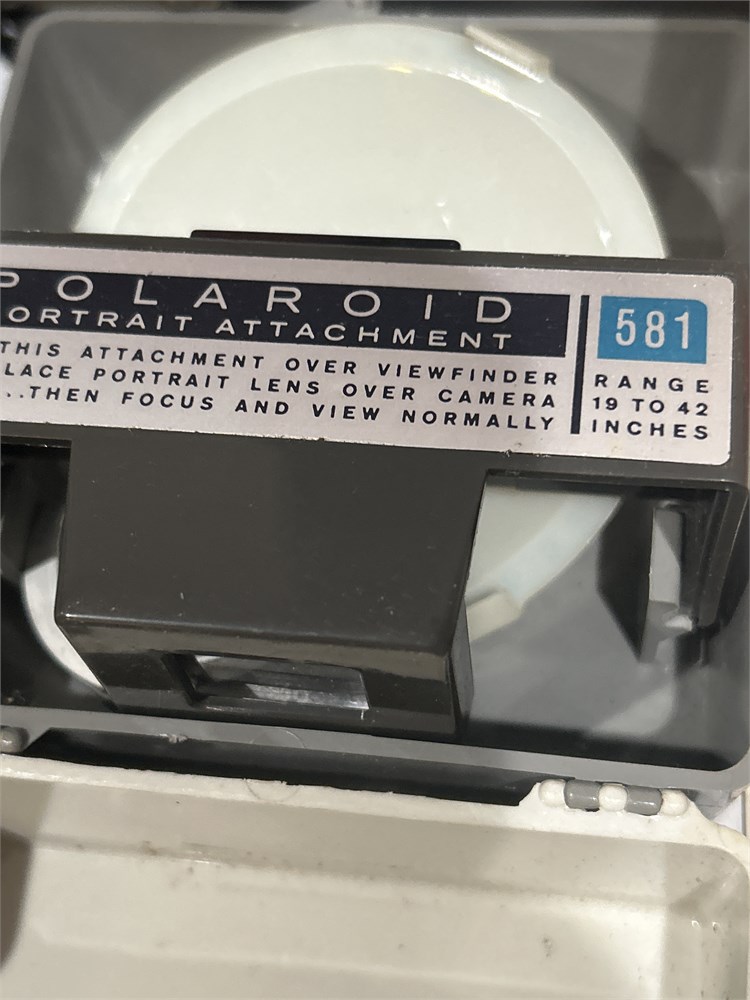 POLAROID
ORTRAIT ATTACHMENT
THIS ATTACHMENT OVER VIEWFINDER
LACE PORTRAIT LENS OVER CAMERA
..THEN FOCUS AND VIEW NORMALLY
581
RANGE
19 TO 42
INCHES